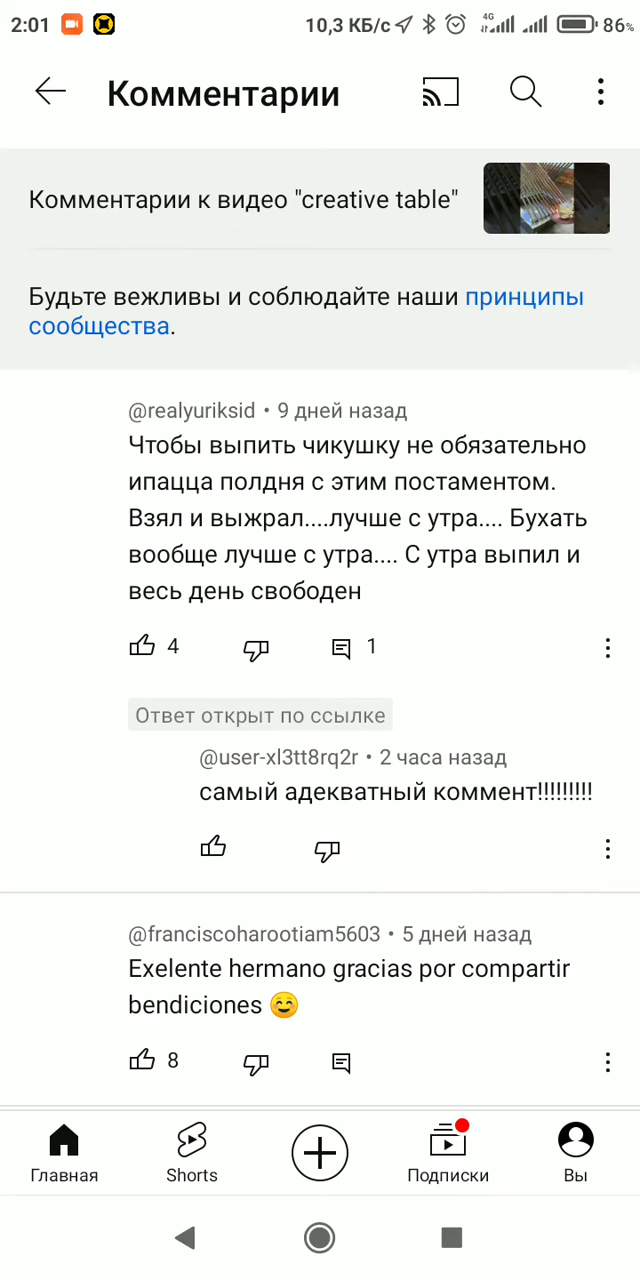 2:01
10,3 КБ/с
4G
86%
Комментарии
Комментарии к видео "creative table"
Будьте вежливы и соблюдайте наши принципы
сообщества.
@realyuriksid • 9 дней назад
Чтобы выпить чикушку не обязательно
ипацца полдня с этим постаментом.
Взял и выжрал....лучше с утра.... Бухать
вообще лучше с утра.... С утра выпил и
весь день свободен
4
1
Ответ открыт по ссылке
@user-xl3tt8rq2r • 2 часа назад
самый адекватный коммент!!!!!!!!!
@franciscoharootiam5603 • 5 дней назад
Exelente hermano gracias por compartir
bendiciones 😊
8
Главная
Shorts
Подписки
Вы